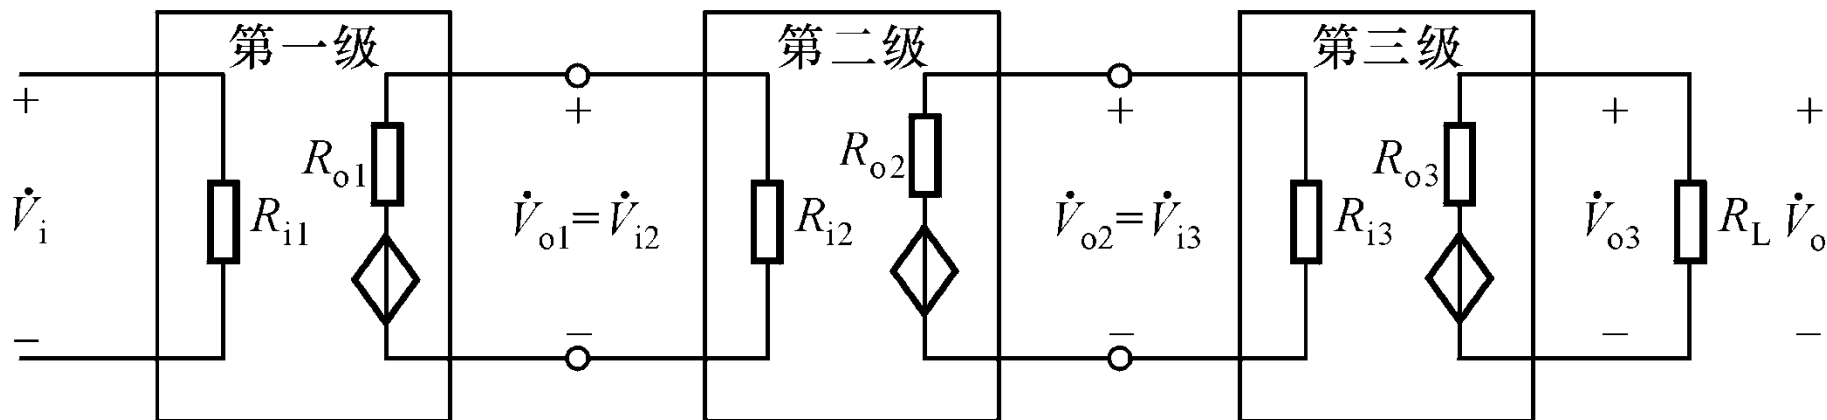 第一级 第二级 第三级
+ + + + +
R_o1 R_o2 R_o3
V̇_i R_i1 V̇_o1=V̇_i2 R_i2 V̇_o2=V̇_i3 R_i3 V̇_o3 R_L V̇_o
− − − − −